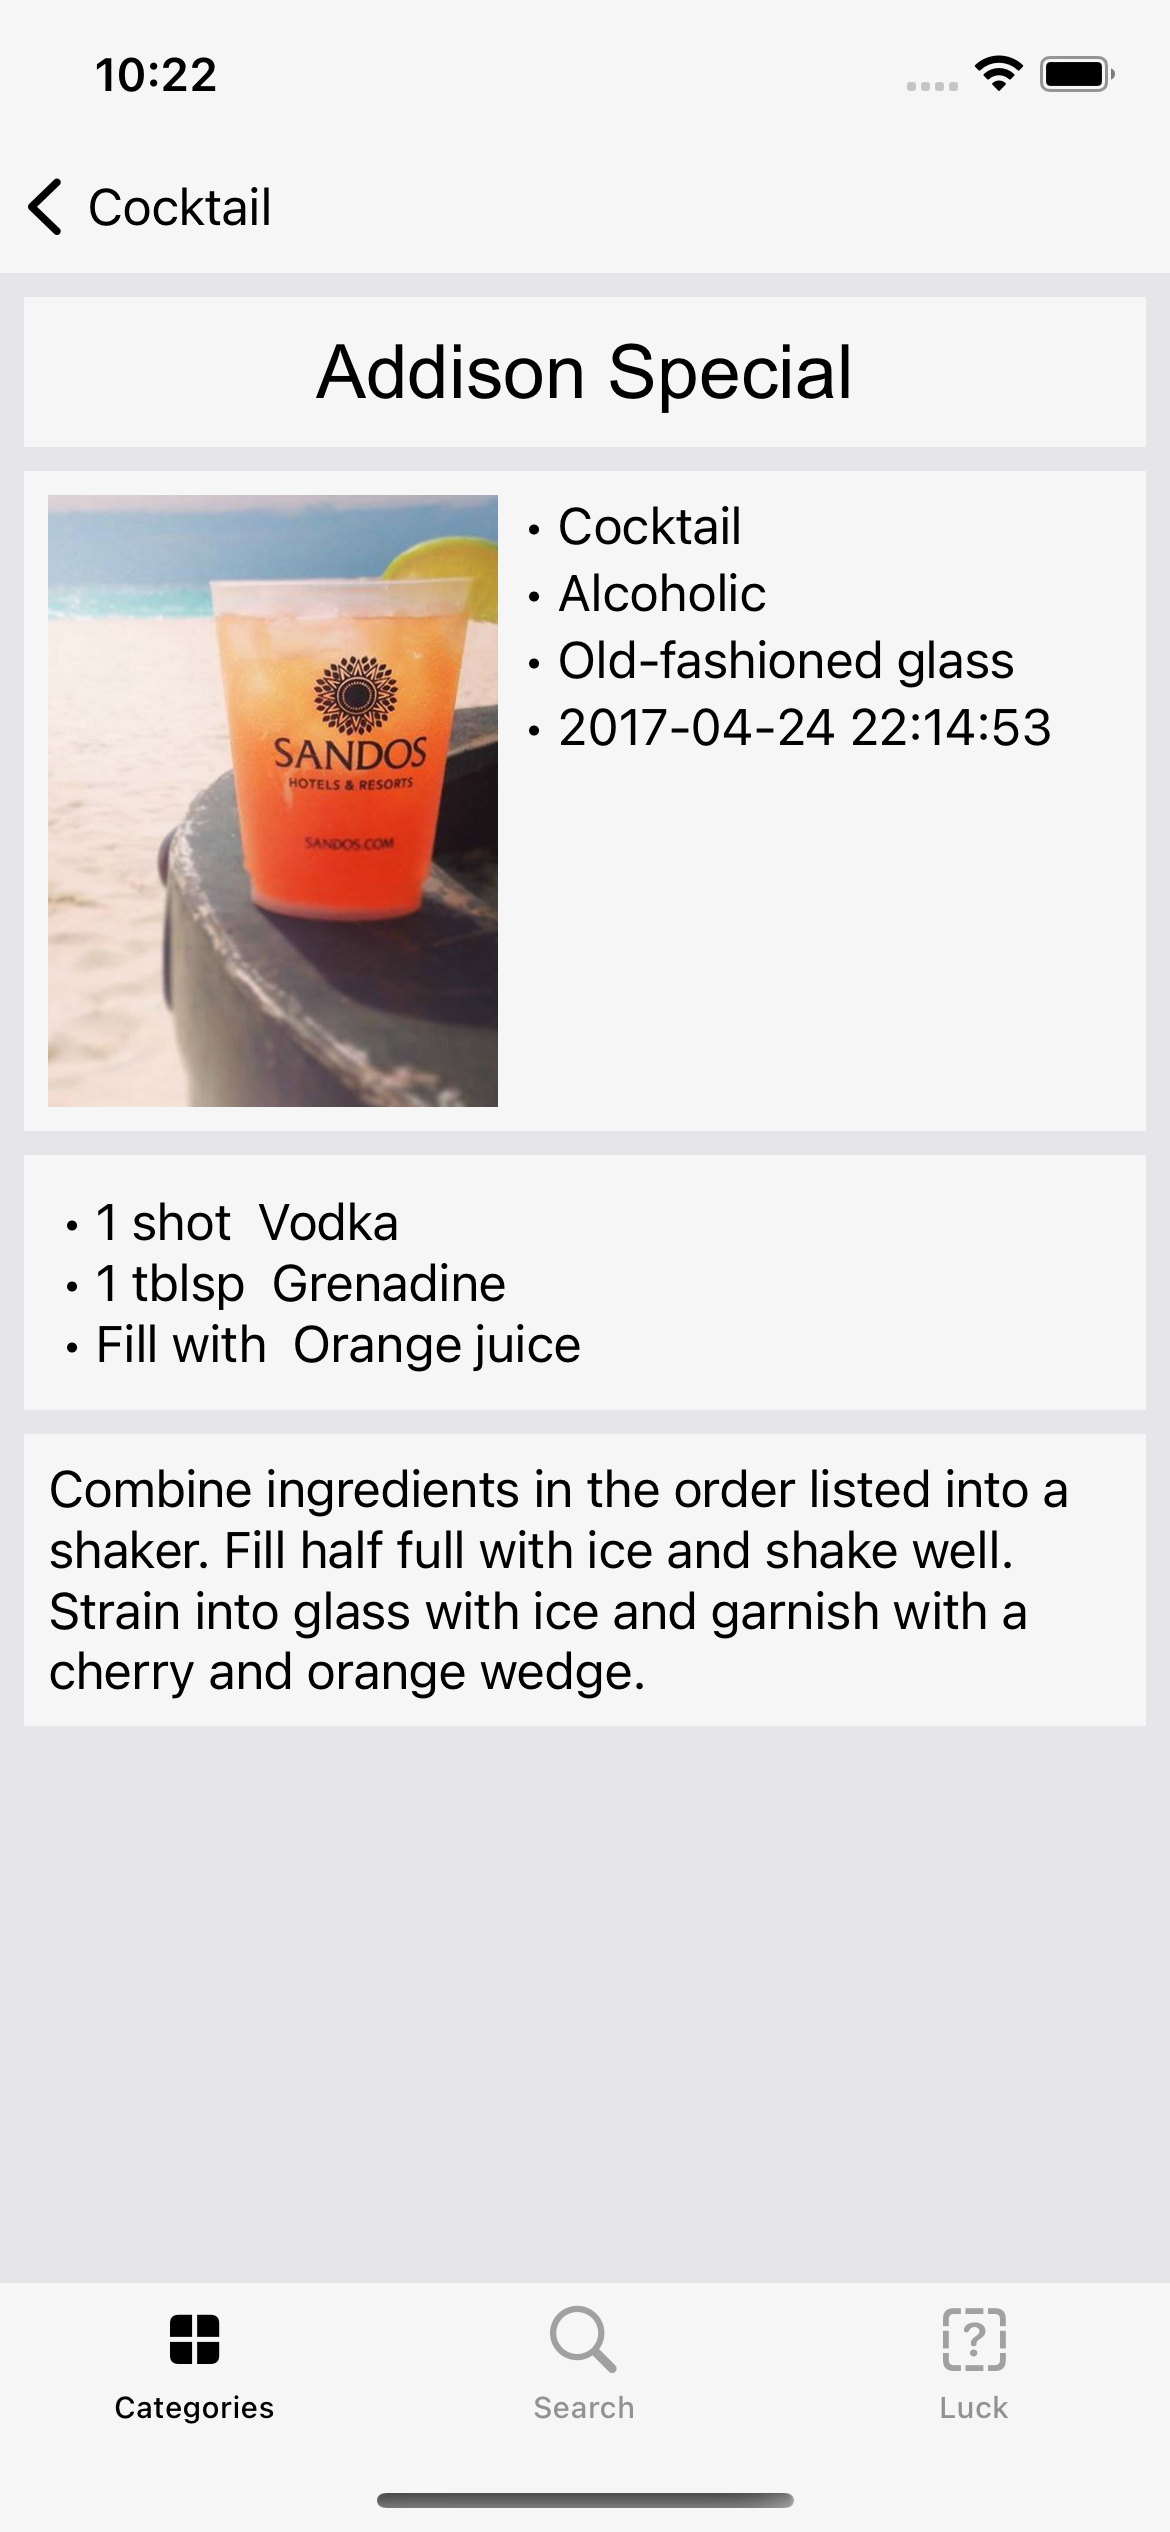 10:22
Cocktail
Addison Special
SANDOS
HOTELS & RESORTS
SANDOS.COM
• Cocktail
• Alcoholic
• Old-fashioned glass
• 2017-04-24 22:14:53
• 1 shot  Vodka
• 1 tblsp  Grenadine
• Fill with  Orange juice
Combine ingredients in the order listed into a
shaker. Fill half full with ice and shake well.
Strain into glass with ice and garnish with a
cherry and orange wedge.
Categories
Search
Luck